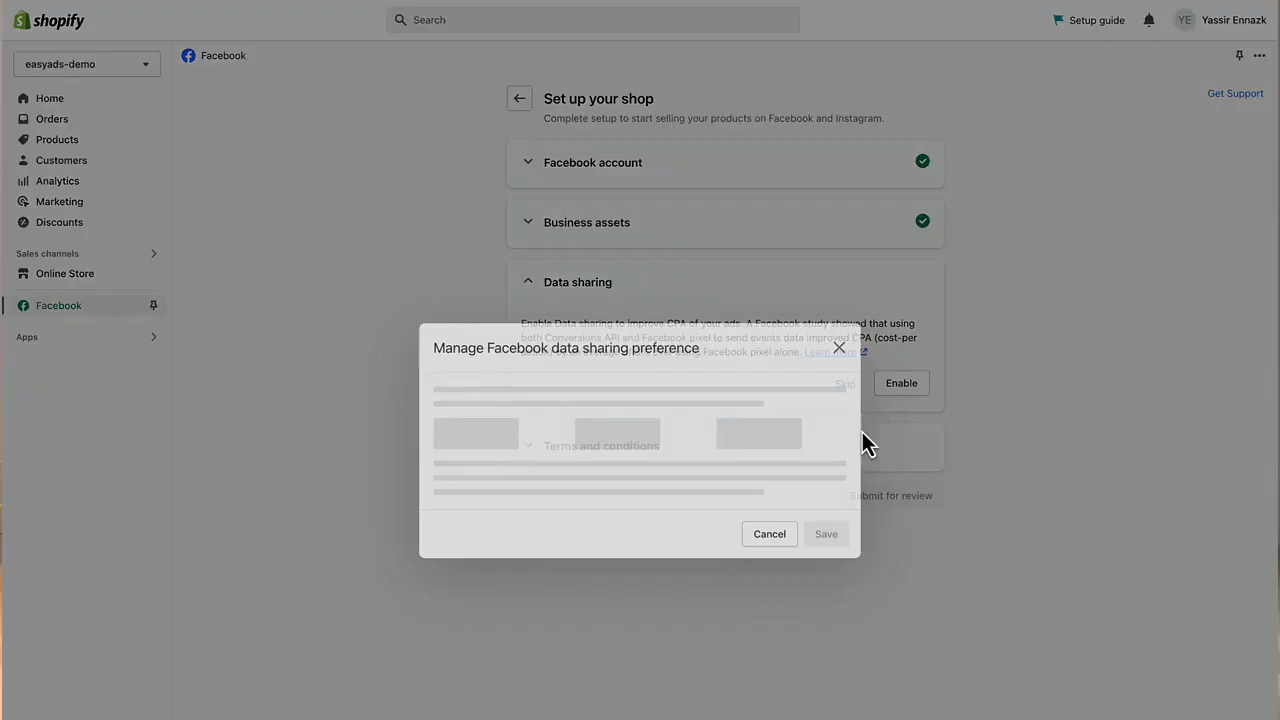 shopify
Search
Setup guide
YE
Yassir Ennazk
easyads-demo
Facebook
Home
Orders
Products
Customers
Analytics
Marketing
Discounts
Sales channels
Online Store
Facebook
Apps
Get Support
Set up your shop
Complete setup to start selling your products on Facebook and Instagram.
Facebook account
Business assets
Data sharing
Enable Data sharing to improve CPA of your ads. A Facebook study showed that using
both Conversions API and Facebook pixel to send events data improved CPA (cost-per
Facebook pixel alone. Learn more
Manage Facebook data sharing preference
Skip
Enable
Terms and conditions
Submit for review
Cancel
Save